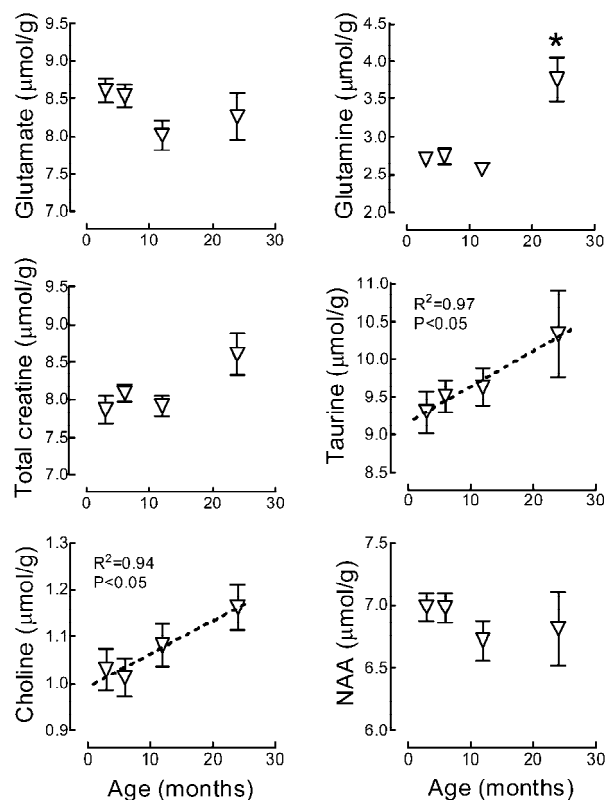 Glutamate (μmol/g)
9.5
9.0
8.5
8.0
7.5
7.0
0 10 20 30
Glutamine (μmol/g)
4.5
4.0
3.5
3.0
2.5
2.0
*
0 10 20 30
Total creatine (μmol/g)
9.5
9.0
8.5
8.0
7.5
7.0
0 10 20 30
Taurine (μmol/g)
11.0
10.5
10.0
9.5
9.0
8.5
R²=0.97
P<0.05
0 10 20 30
Choline (μmol/g)
1.3
1.2
1.1
1.0
0.9
R²=0.94
P<0.05
0 10 20 30
Age (months)
NAA (μmol/g)
7.5
7.0
6.5
6.0
0 10 20 30
Age (months)